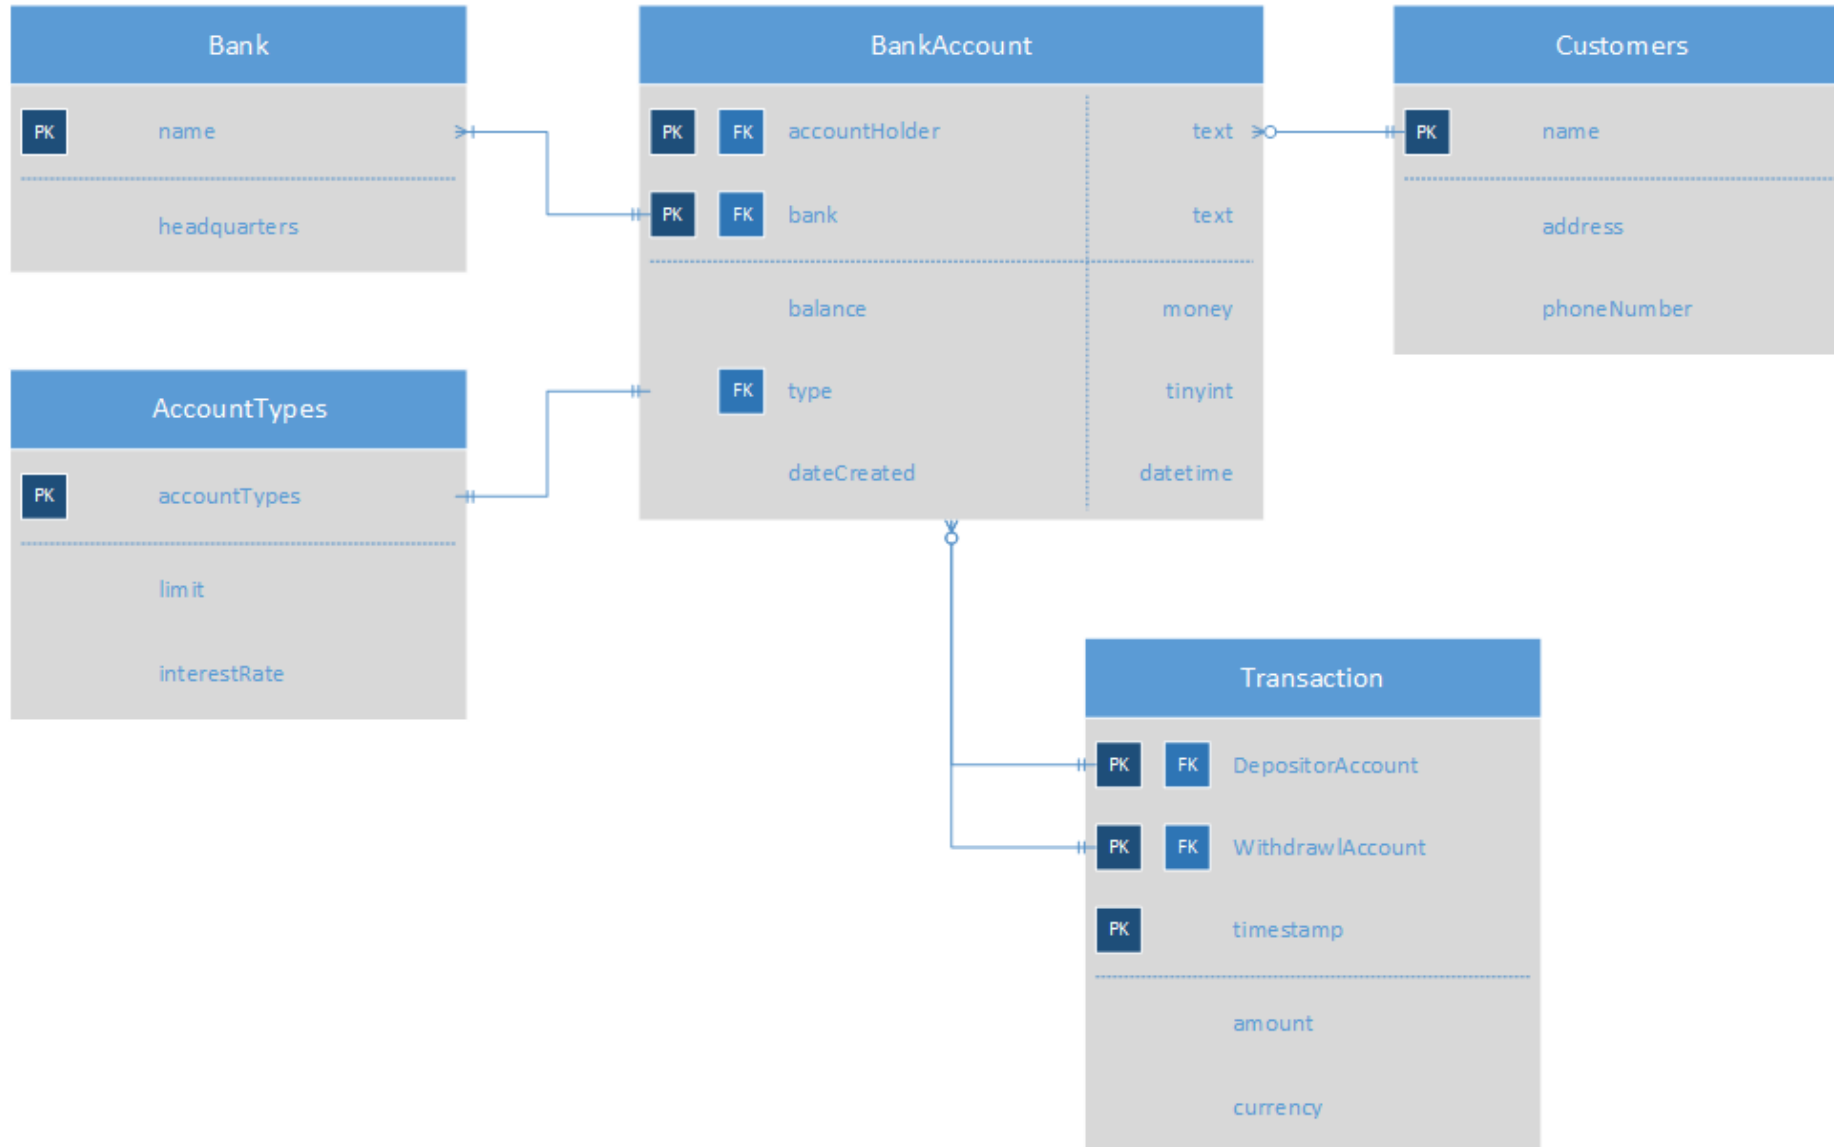 Bank
PK name
headquarters
BankAccount
PK FK accountHolder text
PK FK bank text
balance money
FK type tinyint
dateCreated datetime
Customers
PK name
address
phoneNumber
AccountTypes
PK accountTypes
limit
interestRate
Transaction
PK FK DepositorAccount
PK FK WithdrawlAccount
PK timestamp
amount
currency